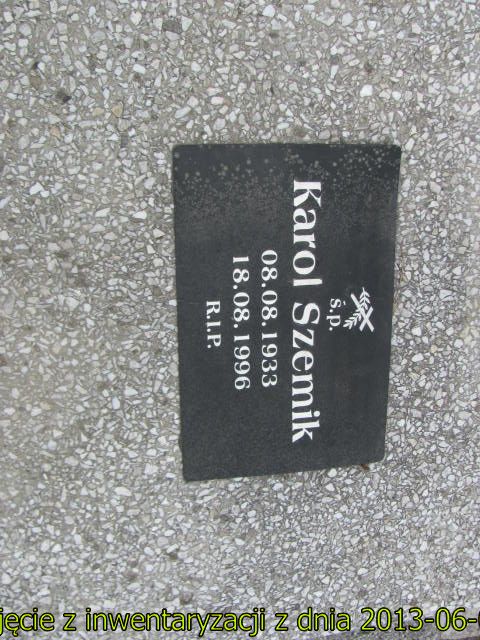 ś.p.
Karol Szemik
08.08.1933
18.08.1996
R.I.P.
jęcie z inwentaryzacji z dnia 2013-06-